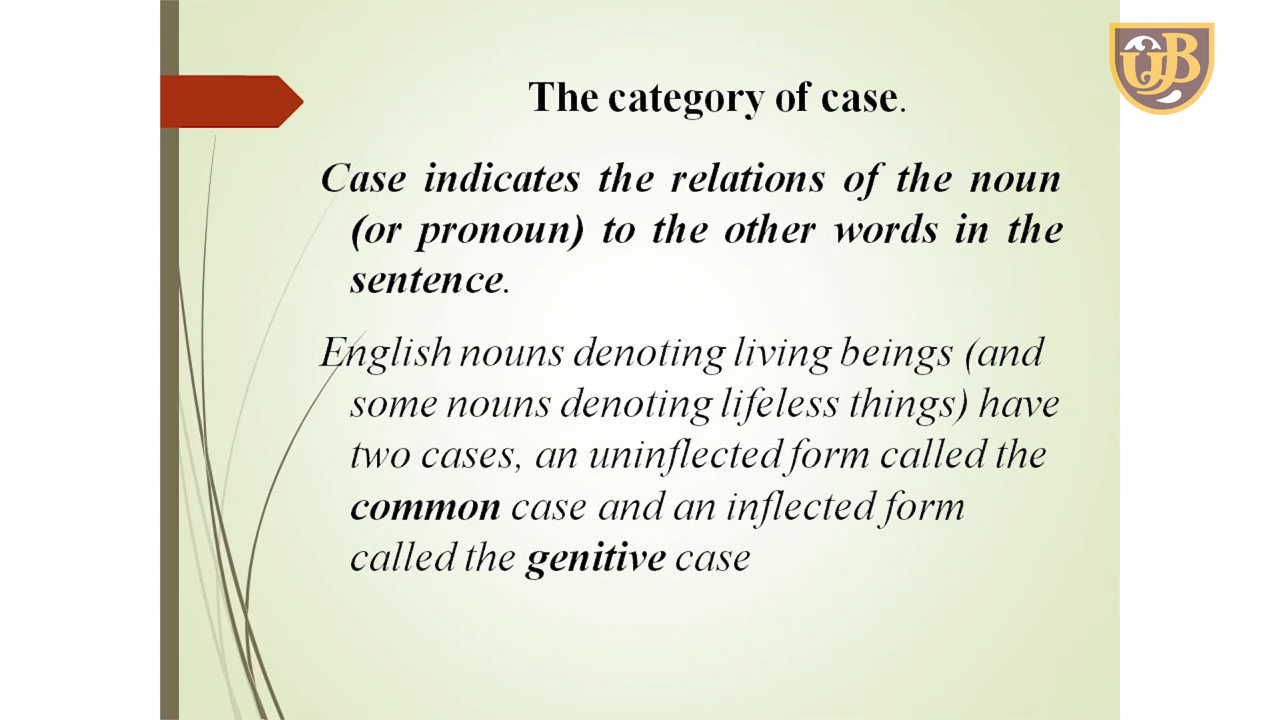 The category of case.
Case indicates the relations of the noun
(or pronoun) to the other words in the
sentence.
English nouns denoting living beings (and
some nouns denoting lifeless things) have
two cases, an uninflected form called the
common case and an inflected form
called the genitive case